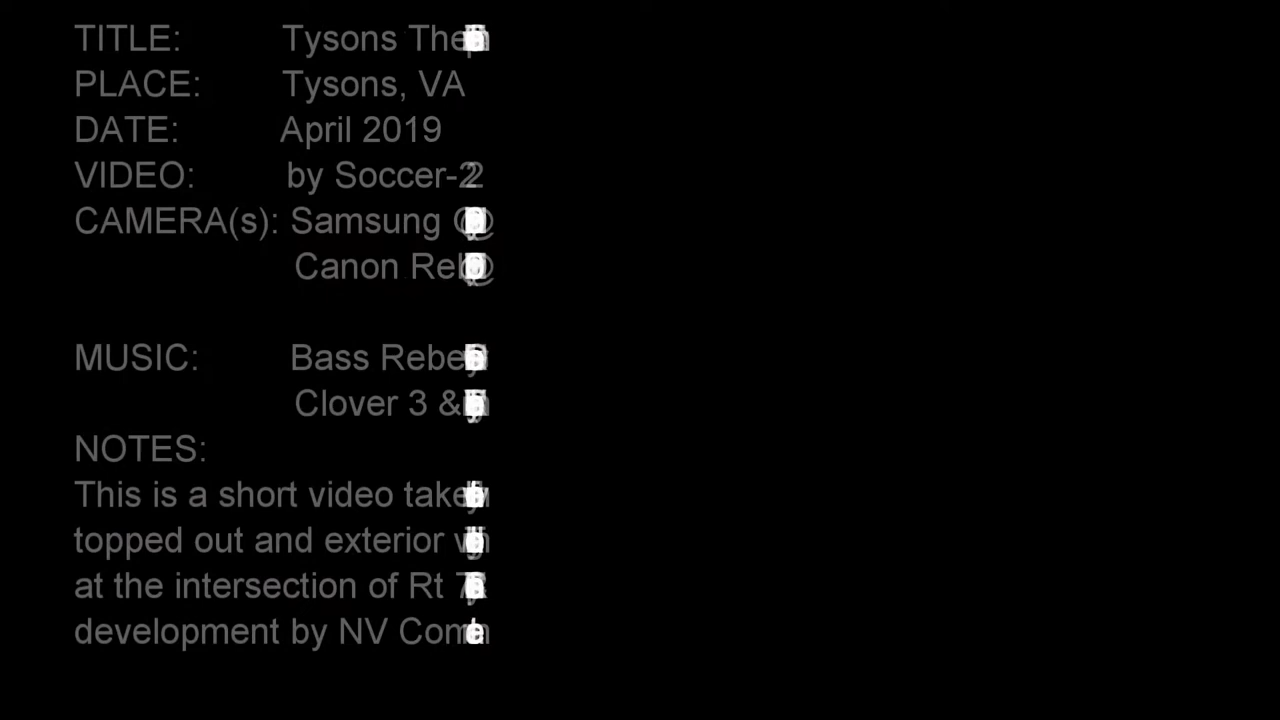 TITLE: Tysons
PLACE: Tysons, VA
DATE: April 2019
VIDEO: by
CAMERA(s): Samsung
Canon
MUSIC: Bass
Clover 3
NOTES:
This is a short video
topped out and exterior
at the intersection of Rt
development by NV